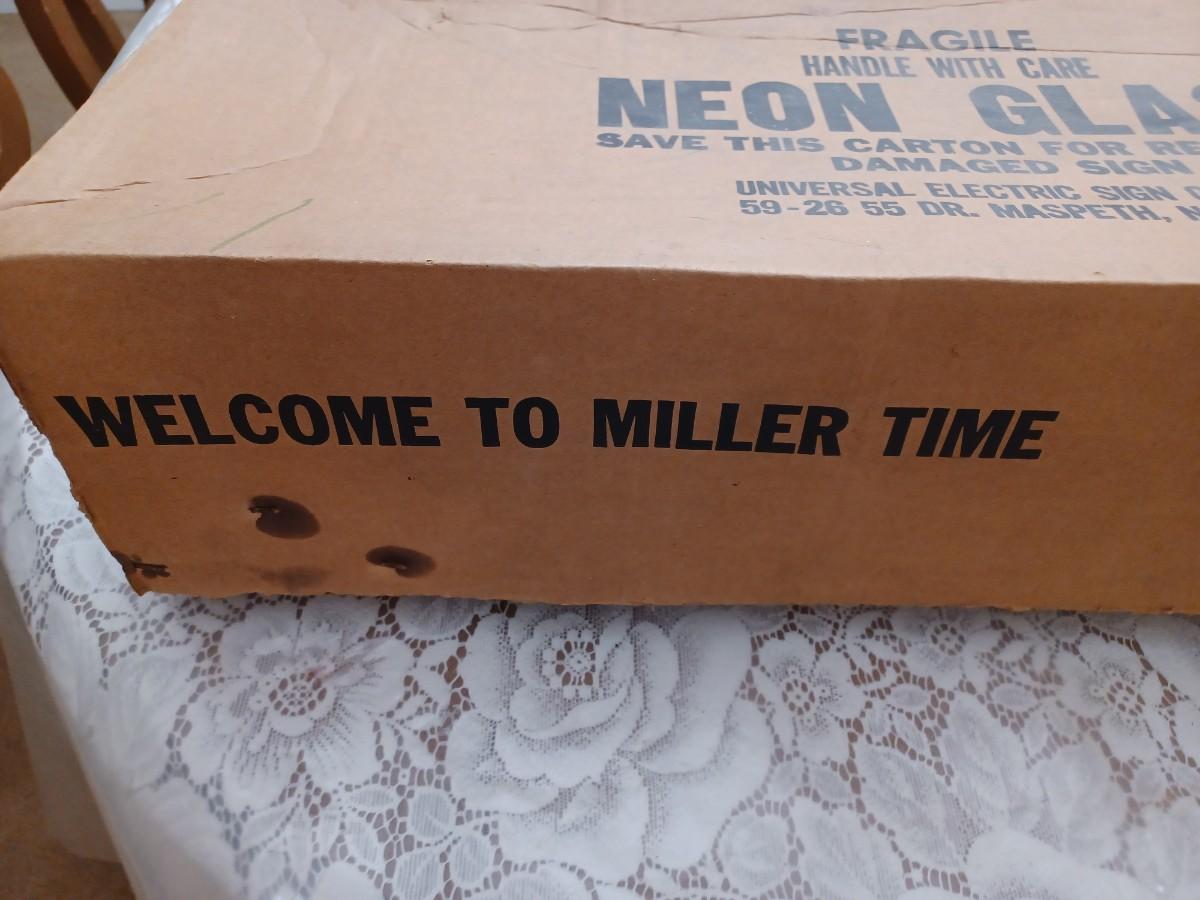 FRAGILE
HANDLE WITH CARE
NEON
SAVE THIS CARTON FOR
DAMAGED SIGN
UNIVERSAL ELECTRIC SIGN
59-26 55 DR. MASPETH,
WELCOME TO MILLER TIME